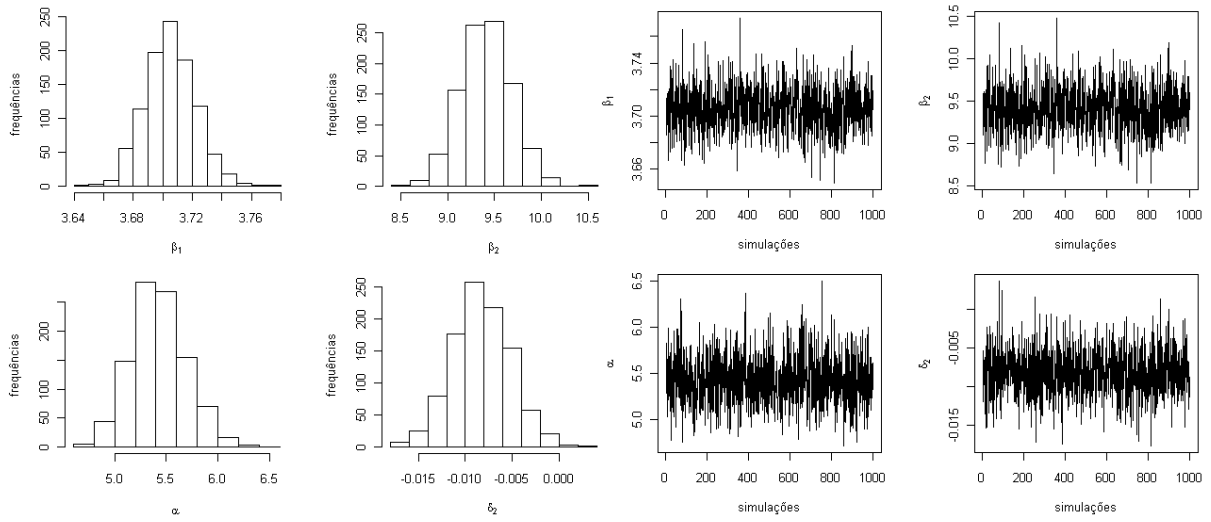 frequências
0 50 100 150 200 250
3.64 3.68 3.72 3.76
β₁
frequências
0 50 100 150 200 250
8.5 9.0 9.5 10.0 10.5
β₂
β₁
3.66 3.70 3.74
0 200 400 600 800 1000
simulações
β₂
8.5 9.0 9.5 10.0 10.5
0 200 400 600 800 1000
simulações
frequências
0 50 100 200
5.0 5.5 6.0 6.5
α
frequências
0 50 100 150 200 250
-0.015 -0.010 -0.005 0.000
δ₂
α
5.0 5.5 6.0 6.5
0 200 400 600 800 1000
simulações
δ₂
-0.015 -0.005
0 200 400 600 800 1000
simulações